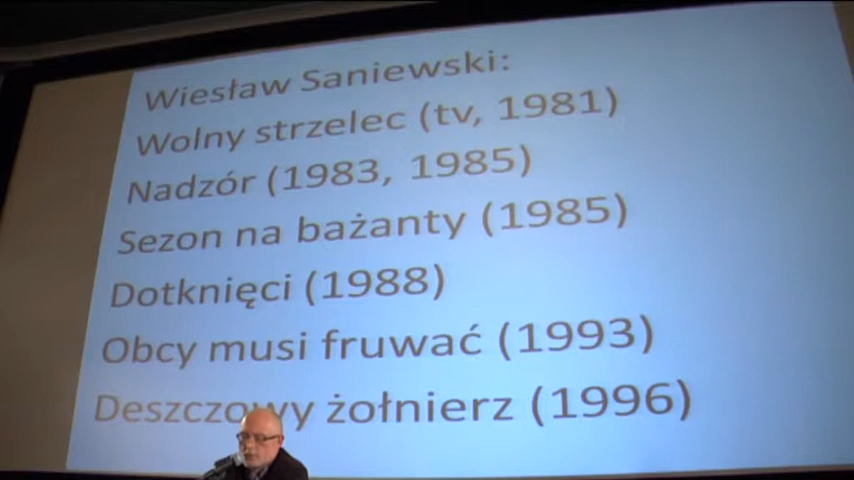 Wiesław Saniewski:
Wolny strzelec (tv, 1981)
Nadzór (1983, 1985)
Sezon na bażanty (1985)
Dotknięci (1988)
Obcy musi fruwać (1993)
Deszczowy żołnierz (1996)